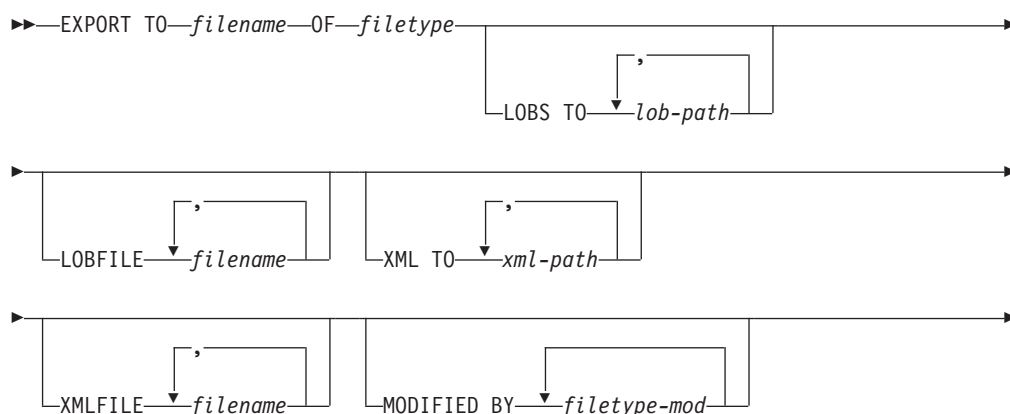 EXPORT TO filename OF filetype
,
LOBS TO lob-path
, ,
LOBFILE filename XML TO xml-path
,
XMLFILE filename MODIFIED BY filetype-mod